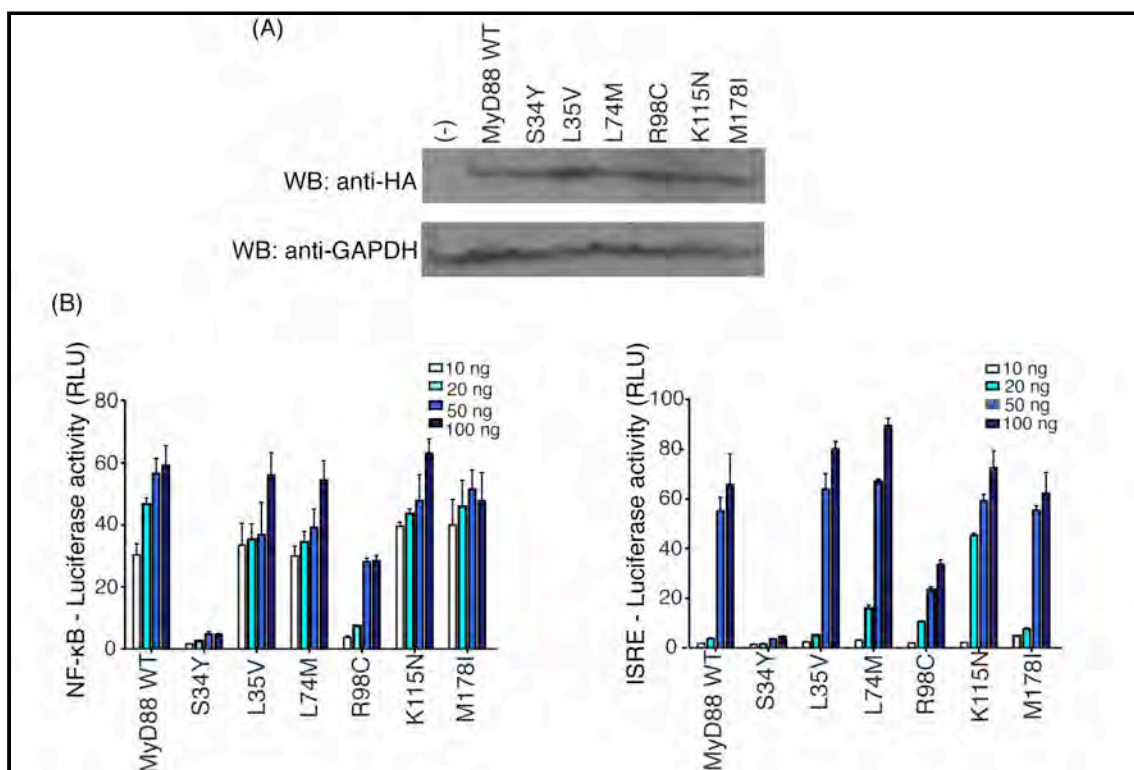 (A)
(-)
MyD88 WT
S34Y
L35V
L74M
R98C
K115N
M178I
WB: anti-HA
WB: anti-GAPDH
(B)
NF-κB - Luciferase activity (RLU)
10 ng
20 ng
50 ng
100 ng
80
60
40
20
0
MyD88 WT
S34Y
L35V
L74M
R98C
K115N
M178I
ISRE - Luciferase activity (RLU)
10 ng
20 ng
50 ng
100 ng
100
80
60
40
20
0
MyD88 WT
S34Y
L35V
L74M
R98C
K115N
M178I